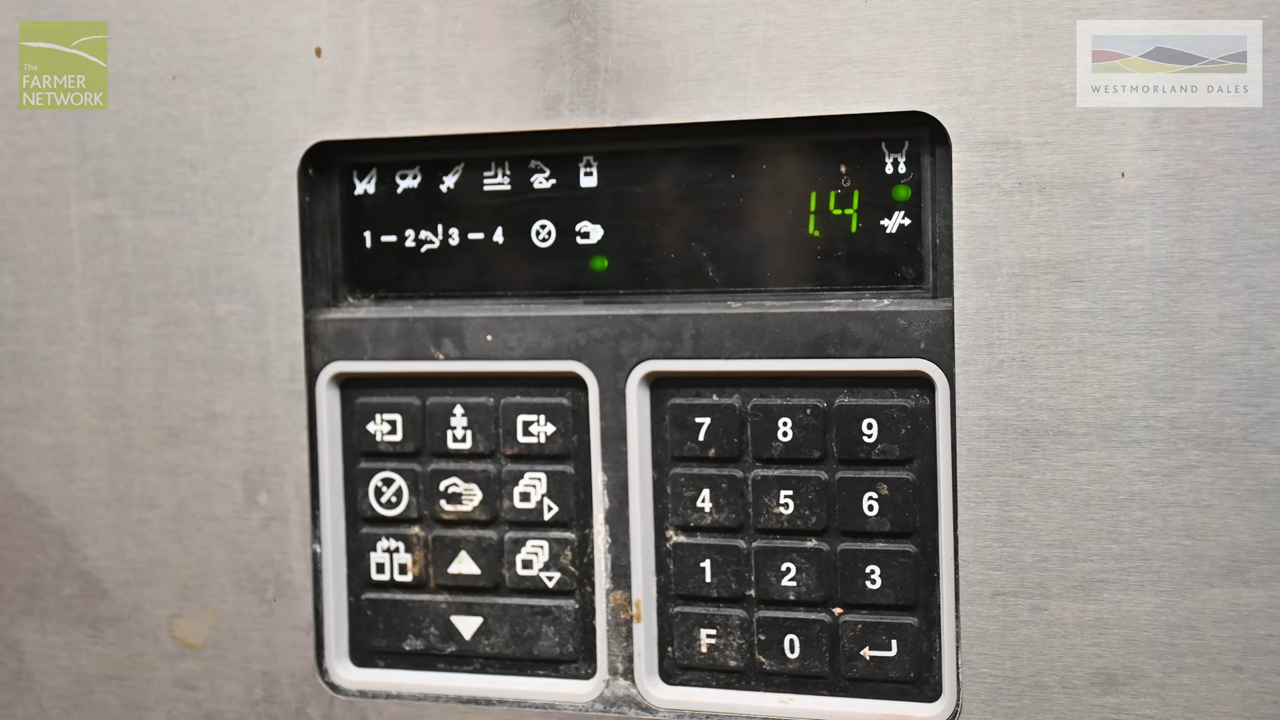 The
FARMER
NETWORK
WESTMORLAND DALES
1.4
1 - 2 3 - 4
7 8 9
4 5 6
1 2 3
F 0